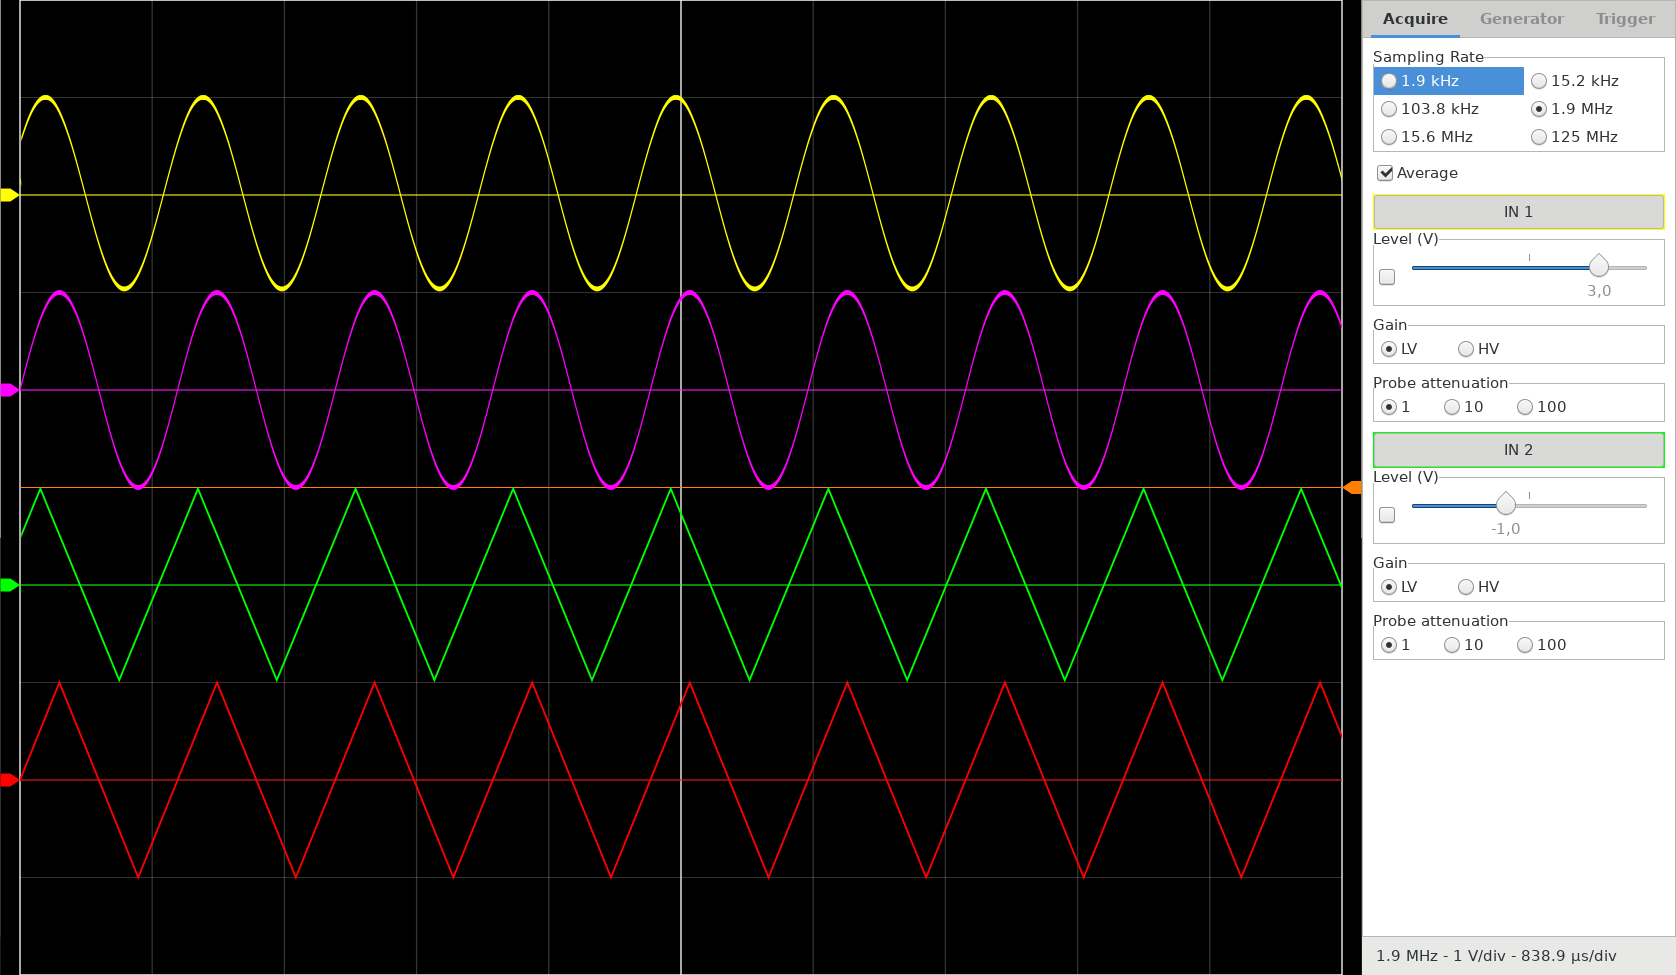 Acquire Generator Trigger
Sampling Rate
1.9 kHz 15.2 kHz
103.8 kHz 1.9 MHz
15.6 MHz 125 MHz
Average
IN 1
Level (V)
3,0
Gain
LV HV
Probe attenuation
1 10 100
IN 2
Level (V)
-1,0
Gain
LV HV
Probe attenuation
1 10 100
1.9 MHz - 1 V/div - 838.9 µs/div